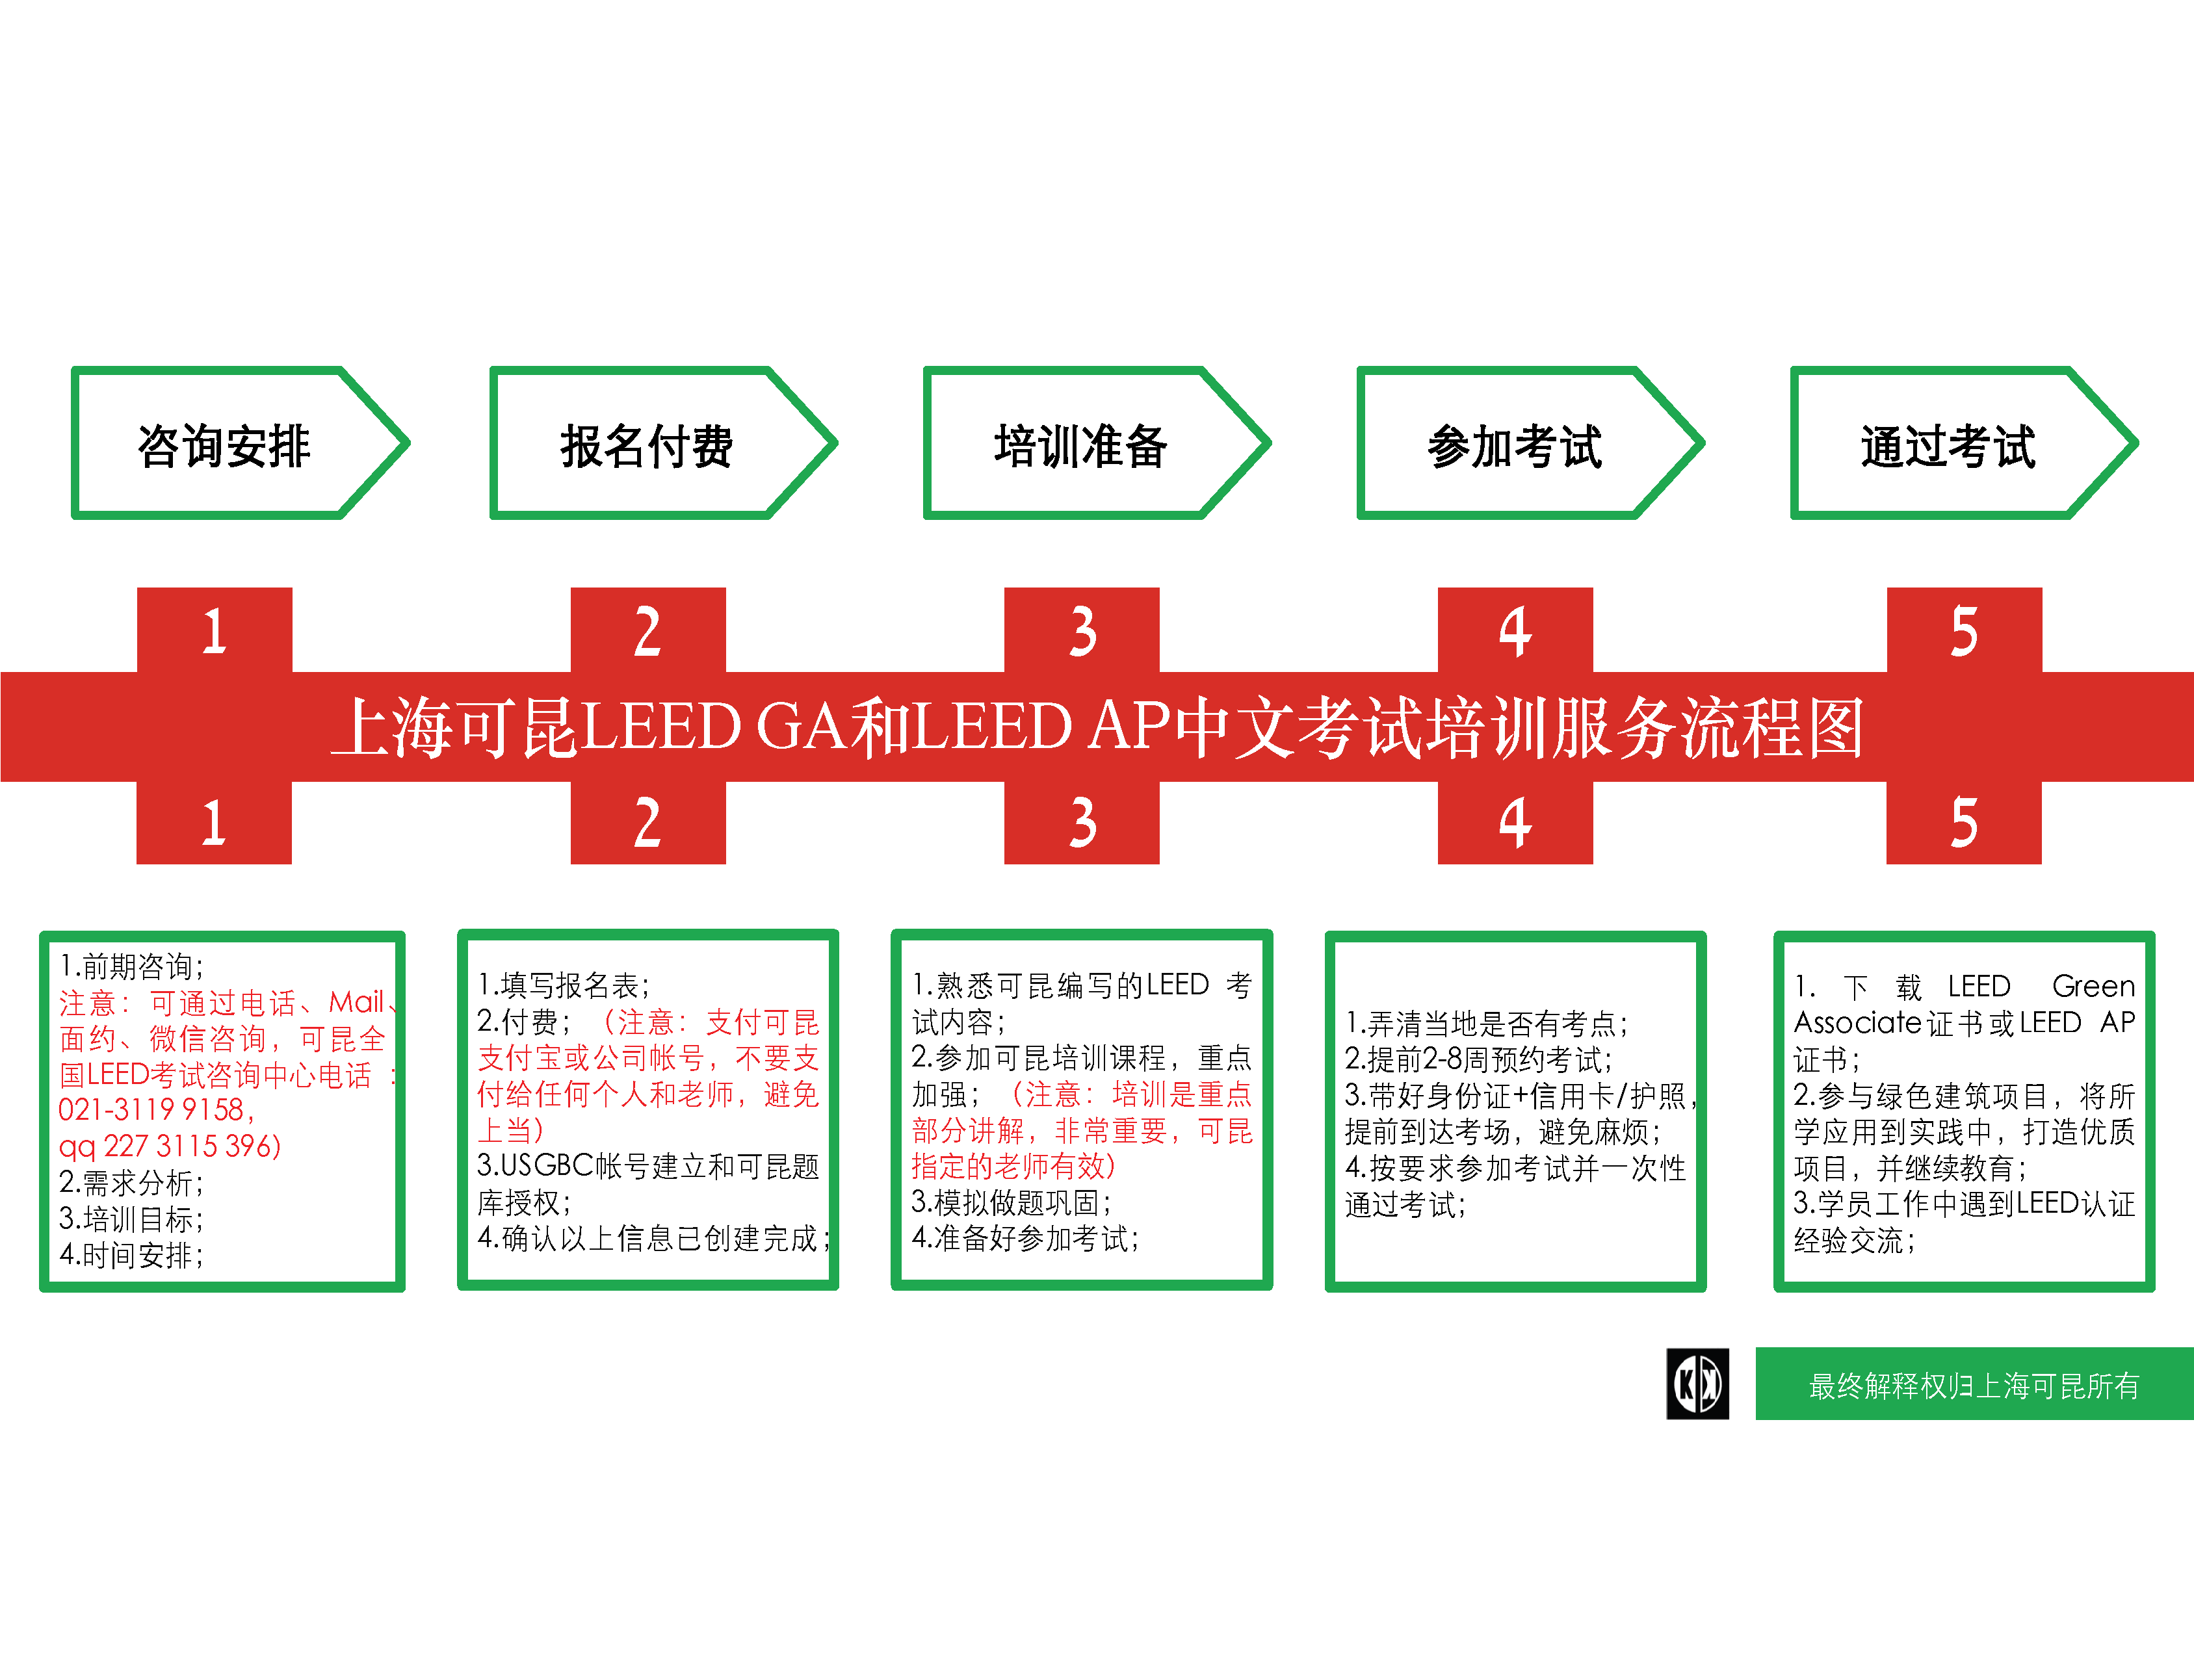 咨询安排
报名付费
培训准备
参加考试
通过考试
1
2
3
4
5
上海可昆LEED GA和LEED AP中文考试培训服务流程图
1
2
3
4
5
1.前期咨询；
注意：可通过电话、Mail、
面约、微信咨询，可昆全
国LEED考试咨询中心电话：
021-3119 9158，
qq 227 3115 396）
2.需求分析；
3.培训目标；
4.时间安排；
1.填写报名表；
2.付费；（注意：支付可昆
支付宝或公司帐号，不要支
付给任何个人和老师，避免
上当）
3.USGBC帐号建立和可昆题
库授权；
4.确认以上信息已创建完成；
1.熟悉可昆编写的LEED 考
试内容；
2.参加可昆培训课程，重点
加强；（注意：培训是重点
部分讲解，非常重要，可昆
指定的老师有效）
3.模拟做题巩固；
4.准备好参加考试；
1.弄清当地是否有考点；
2.提前2-8周预约考试；
3.带好身份证+信用卡/护照，
提前到达考场，避免麻烦；
4.按要求参加考试并一次性
通过考试；
1. 下载 LEED Green
Associate证书或LEED AP
证书；
2.参与绿色建筑项目，将所
学应用到实践中，打造优质
项目，并继续教育；
3.学员工作中遇到LEED认证
经验交流；
KK
最终解释权归上海可昆所有